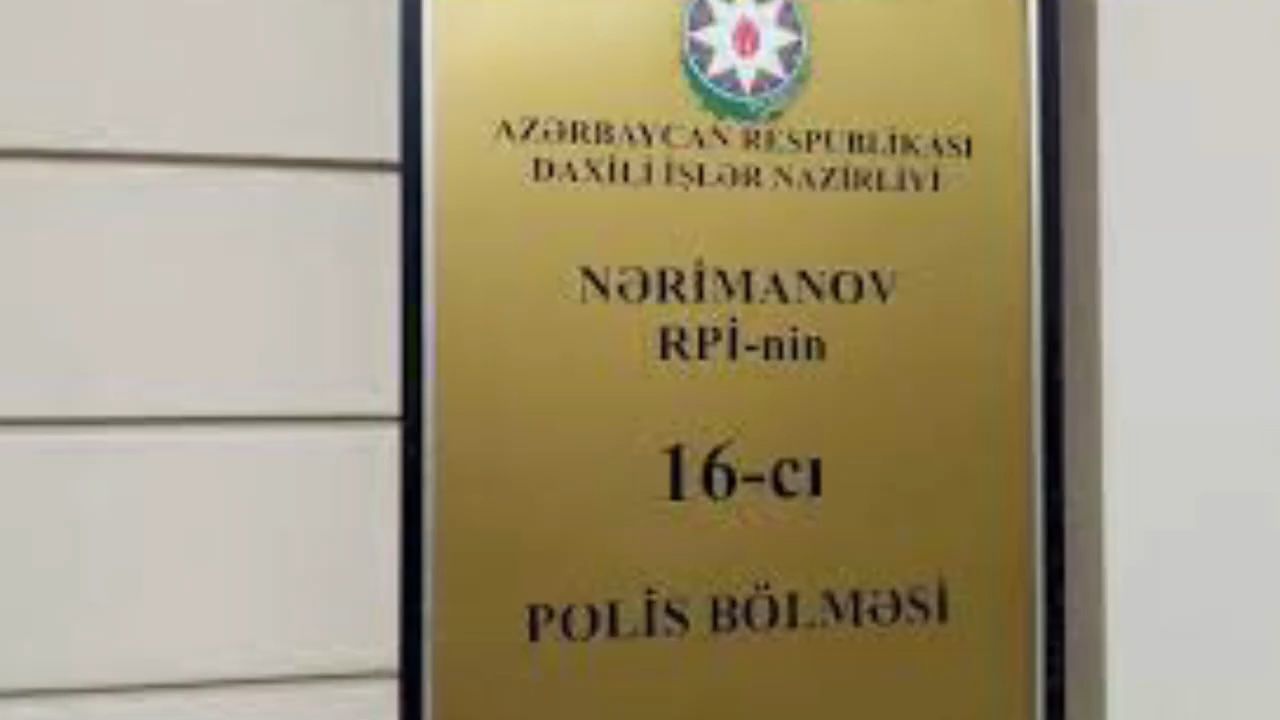 AZƏRBAYCAN RESPUBLİKASI
DAXİLİ İŞLƏR NAZİRLİYİ
NƏRİMANOV
RPİ-nin
16-cı
POLİS BÖLMƏSİ